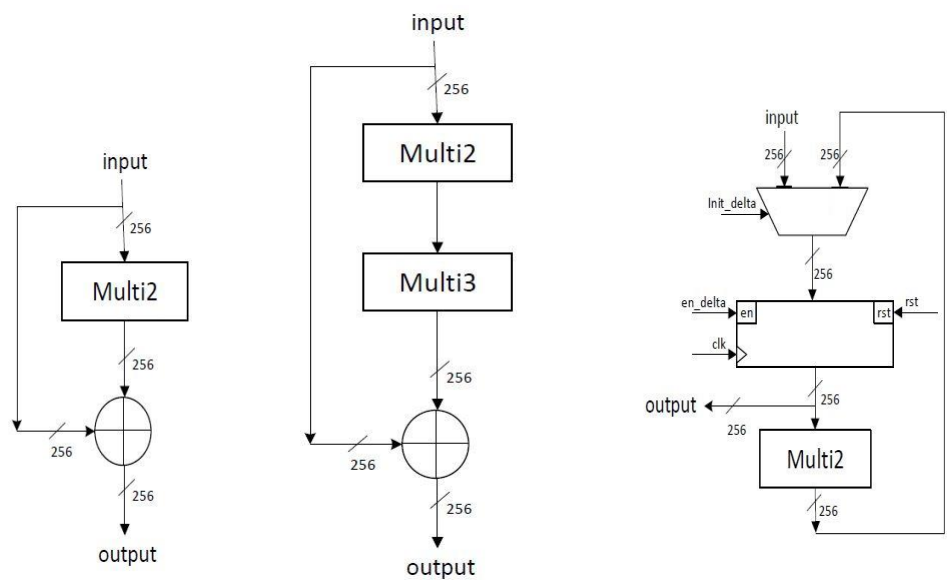 input
256
Multi2
256
256
256
output
input
256
Multi2
Multi3
256
256
256
output
input
256
256
Init_delta
256
en_delta
en
rst
rst
clk
256
output
256
Multi2
256